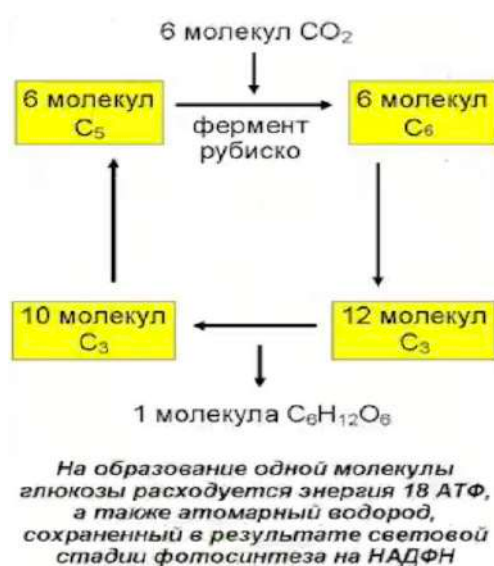 6 молекул CO₂
6 молекул
C₅
фермент
рубиско
6 молекул
C₆
10 молекул
C₃
12 молекул
C₃
1 молекула C₆H₁₂O₆
На образование одной молекулы
глюкозы расходуется энергия 18 АТФ,
а также атомарный водород,
сохраненный в результате световой
стадии фотосинтеза на НАДФН